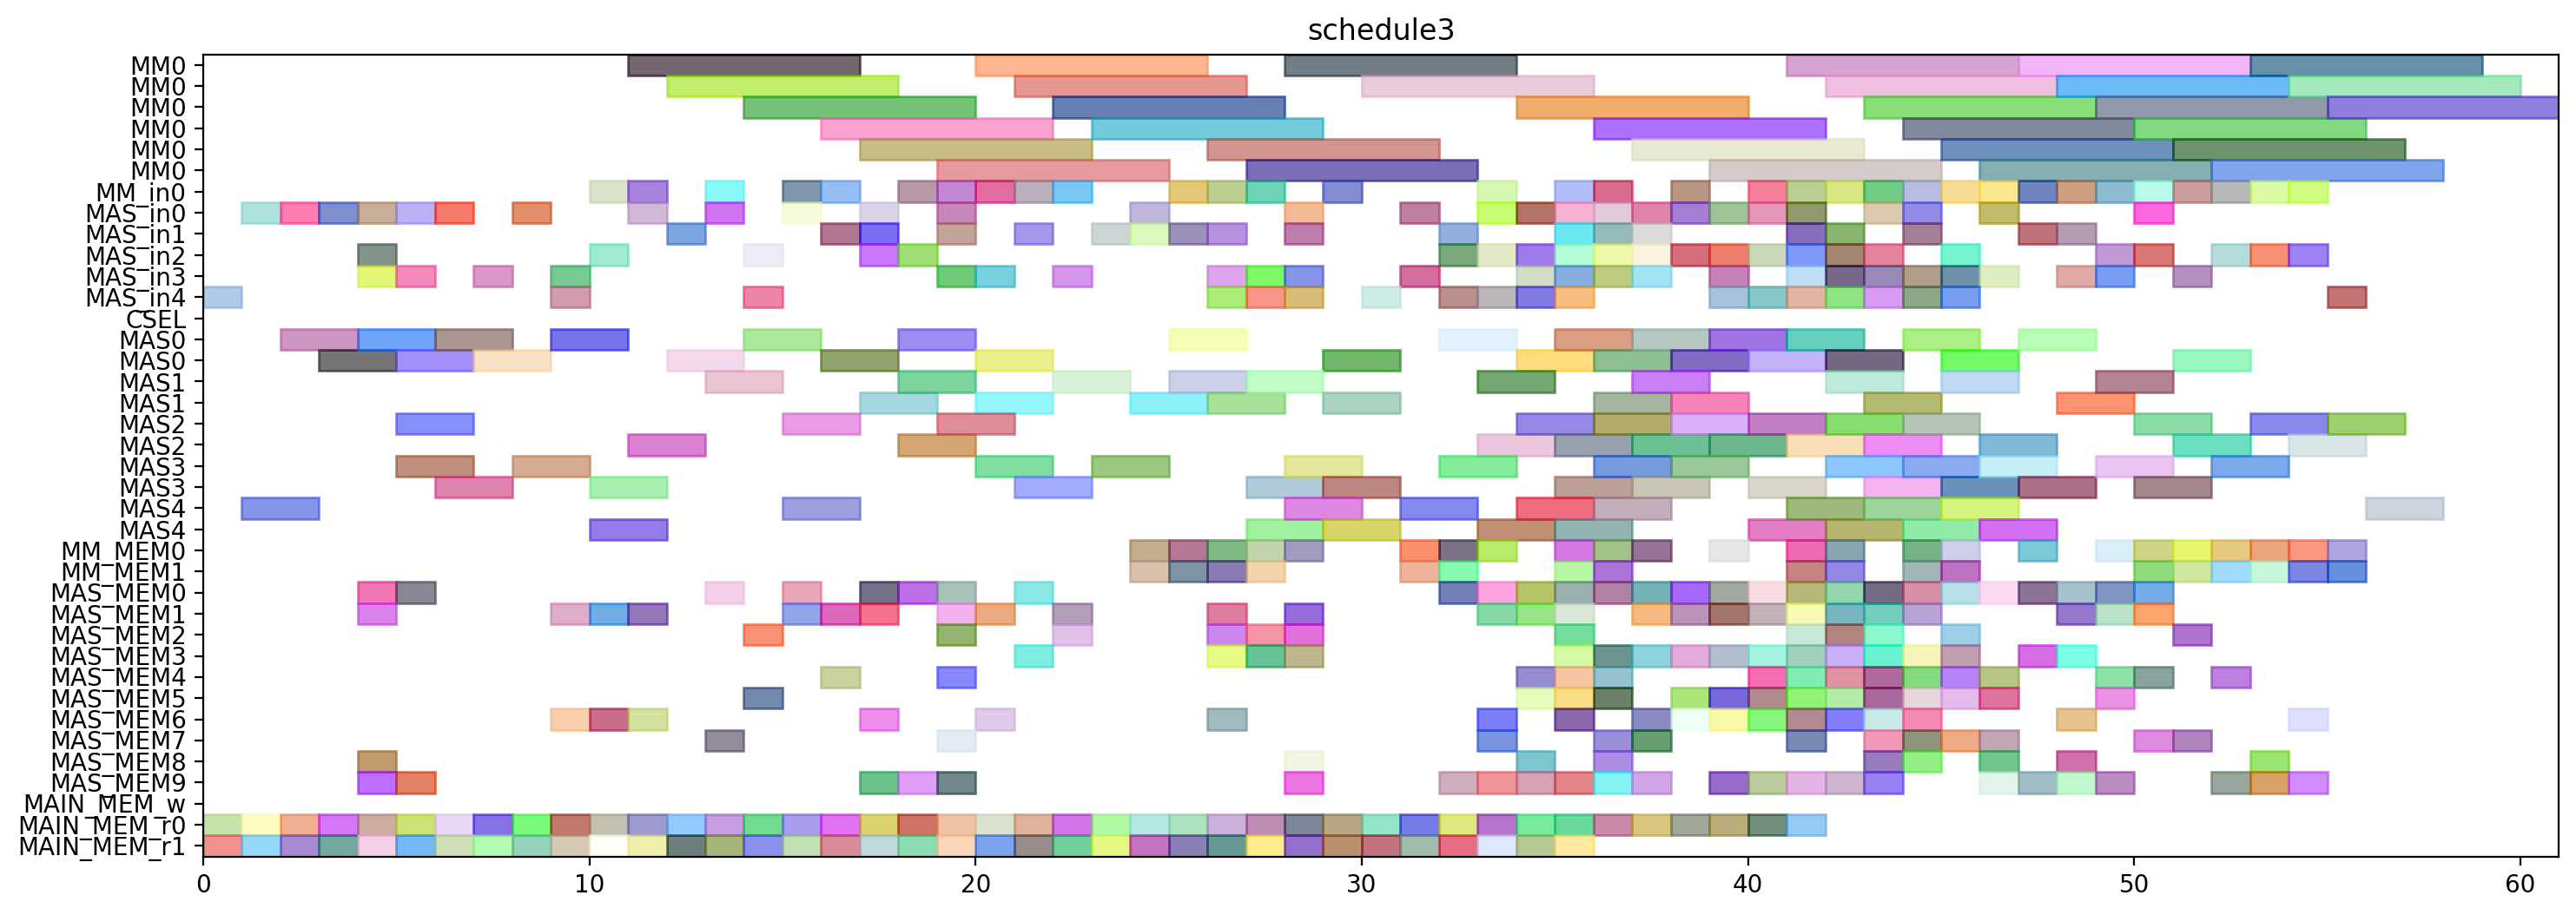 schedule3
MM0
MM0
MM0
MM0
MM0
MM0
MM_in0
MAS_in0
MAS_in1
MAS_in2
MAS_in3
MAS_in4
CSEL
MAS0
MAS0
MAS1
MAS1
MAS2
MAS2
MAS3
MAS3
MAS4
MAS4
MM_MEM0
MM_MEM1
MAS_MEM0
MAS_MEM1
MAS_MEM2
MAS_MEM3
MAS_MEM4
MAS_MEM5
MAS_MEM6
MAS_MEM7
MAS_MEM8
MAS_MEM9
MAIN_MEM_w
MAIN_MEM_r0
MAIN_MEM_r1
0 10 20 30 40 50 60